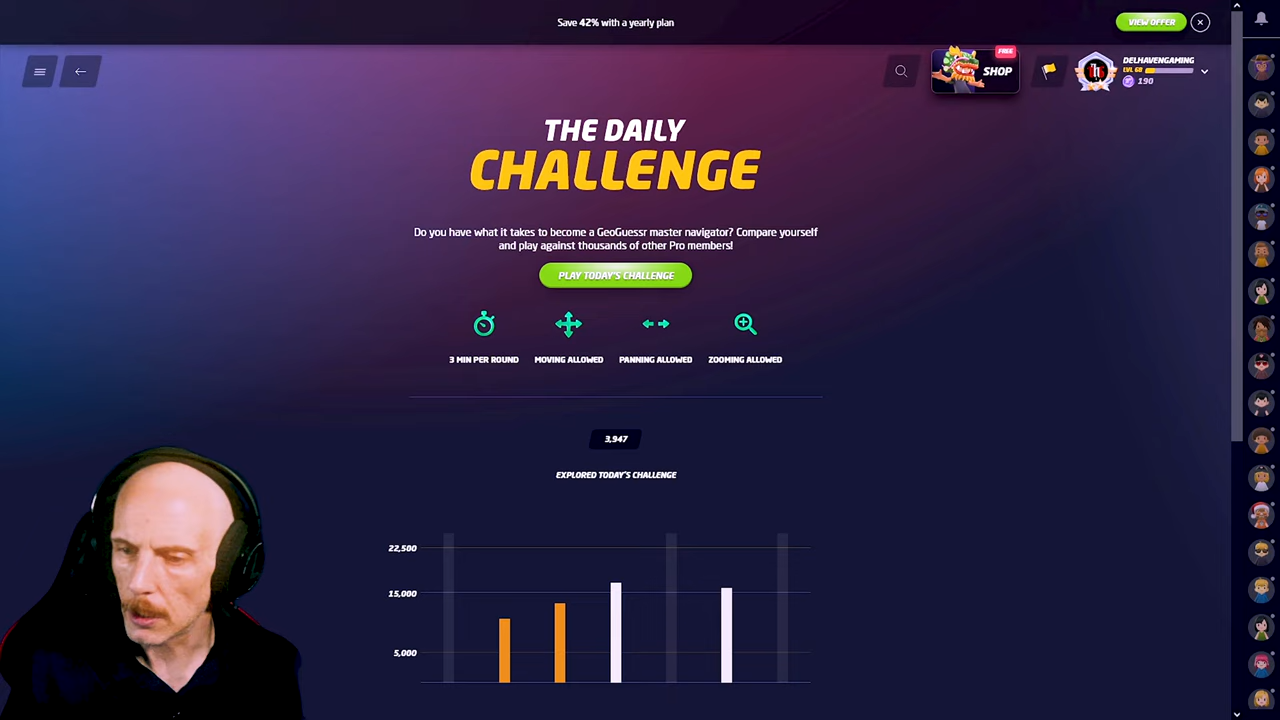 Save 42% with a yearly plan
VIEW OFFER
FREE
SHOP
DELHAVENGAMING
LVL 68
190
THE DAILY
CHALLENGE
Do you have what it takes to become a GeoGuessr master navigator? Compare yourself
and play against thousands of other Pro members!
PLAY TODAY'S CHALLENGE
3 MIN PER ROUND
MOVING ALLOWED
PANNING ALLOWED
ZOOMING ALLOWED
3,947
EXPLORED TODAY'S CHALLENGE
22,500
15,000
5,000